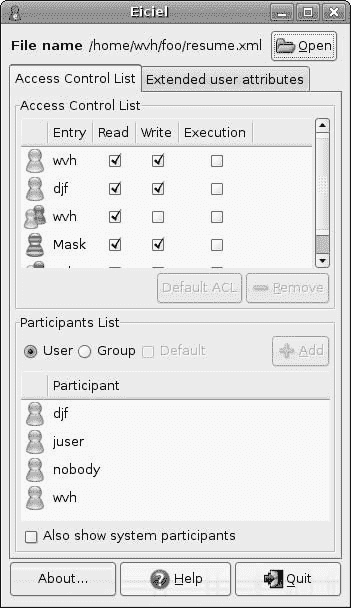 Eiciel
File name /home/wvh/foo/resume.xml Open
Access Control List Extended user attributes
Access Control List
Entry Read Write Execution
wvh
djf
wvh
Mask
Default ACL Remove
Participants List
User Group Default Add
Participant
djf
juser
nobody
wvh
Also show system participants
About... Help Quit